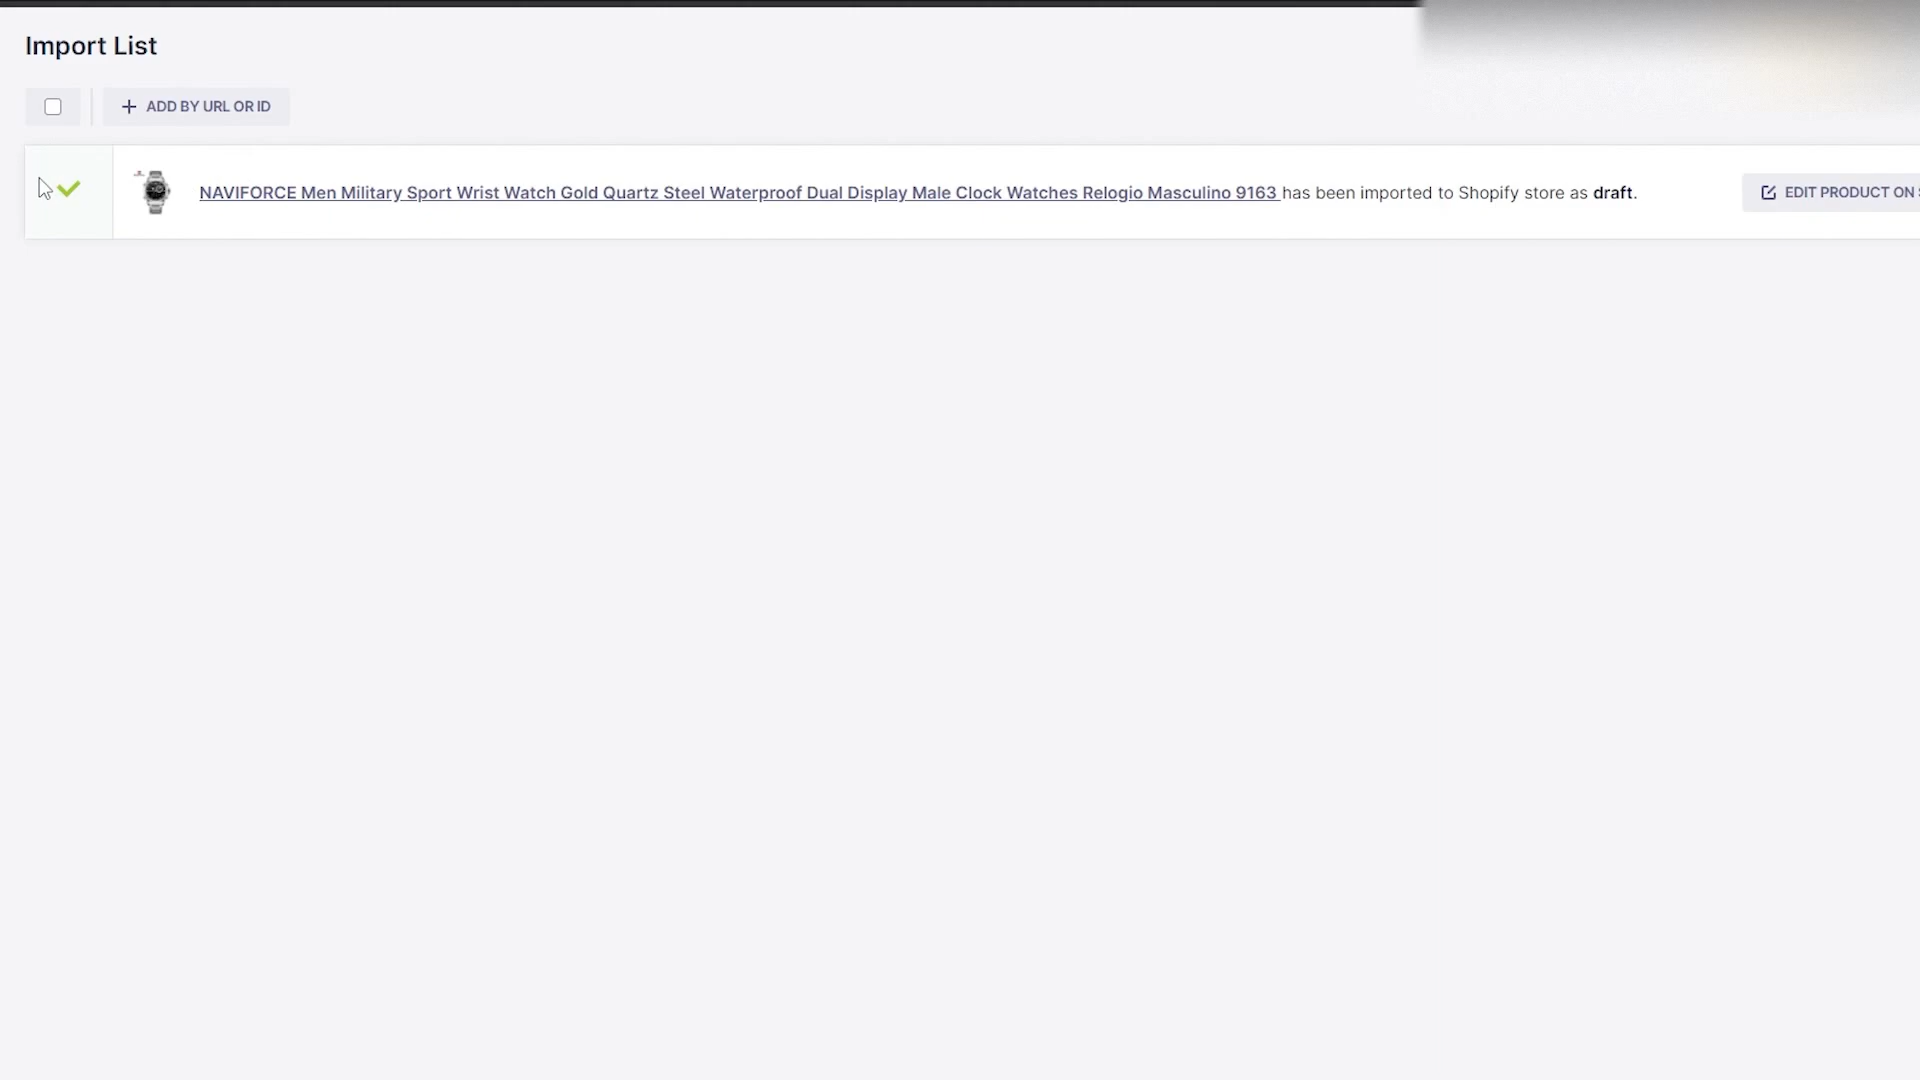 Import List
ADD BY URL OR ID
NAVIFORCE Men Military Sport Wrist Watch Gold Quartz Steel Waterproof Dual Display Male Clock Watches Relogio Masculino 9163 has been imported to Shopify store as draft.
EDIT PRODUCT ON